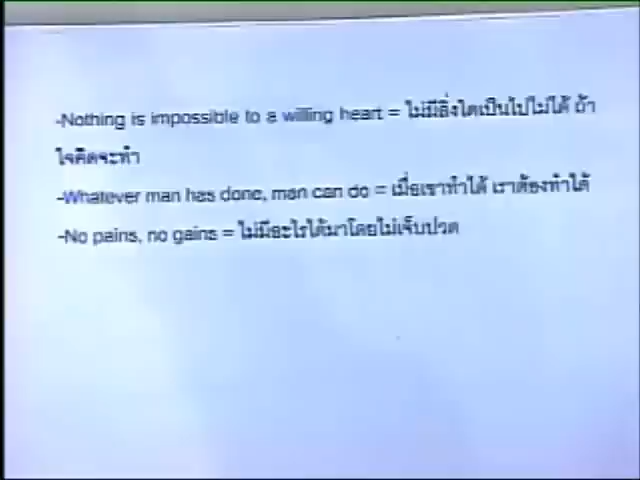 -Nothing is impossible to a willing heart = ไม่มีสิ่งใดเป็นไปไม่ได้ ถ้า
ใจคิดจะทำ
-Whatever man has done, man can do = เมื่อเขาทำได้ เราต้องทำได้
-No pains, no gains = ไม่มีอะไรได้มาโดยไม่เจ็บปวด